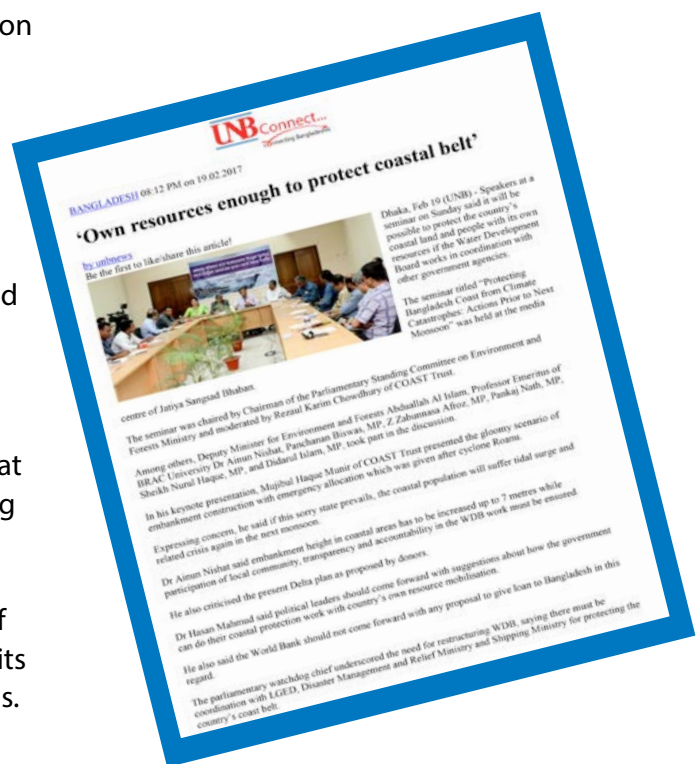 on
d
at
g
f
its
s.
UNB Connect...
connecting Bangladesh
BANGLADESH 08:12 PM on 19.02.2017
‘Own resources enough to protect coastal belt’
by unbnews
Be the first to like/share this article!
Dhaka, Feb 19 (UNB) - Speakers at a
seminar on Sunday said it will be
possible to protect the country’s
coastal land and people with its own
resources if the Water Development
Board works in coordination with
other government agencies.
The seminar titled “Protecting
Bangladesh Coast from Climate
Catastrophes: Actions Prior to Next
Monsoon” was held at the media
centre of Jatiya Sangsad Bhaban.
The seminar was chaired by Chairman of the Parliamentary Standing Committee on Environment and
Forests Ministry and moderated by Rezaul Karim Chowdhury of COAST Trust.
Among others, Deputy Minister for Environment and Forests Abduallah Al Islam, Professor Emeritus of
BRAC University Dr Ainun Nishat, Panchanan Biswas, MP, Z Zabunnasa Afroz, MP, Pankaj Nath, MP,
Sheikh Nurul Haque, MP, and Didarul Islam, MP, took part in the discussion.
In his keynote presentation, Mujibul Haque Munir of COAST Trust presented the gloomy scenario of
embankment construction with emergency allocation which was given after cyclone Roanu.
Expressing concern, he said if this sorry state prevails, the coastal population will suffer tidal surge and
related crisis again in the next monsoon.
Dr Ainun Nishat said embankment height in coastal areas has to be increased up to 7 metres while
participation of local community, transparency and accountability in the WDB work must be ensured.
He also criticised the present Delta plan as proposed by donors.
Dr Hasan Mahmud said political leaders should come forward with suggestions about how the government
can do their coastal protection work with country’s own resource mobilisation.
He also said the World Bank should not come forward with any proposal to give loan to Bangladesh in this
regard.
The parliamentary watchdog chief underscored the need for restructuring WDB, saying there must be
coordination with LGED, Disaster Management and Relief Ministry and Shipping Ministry for protecting the
country’s coast belt.